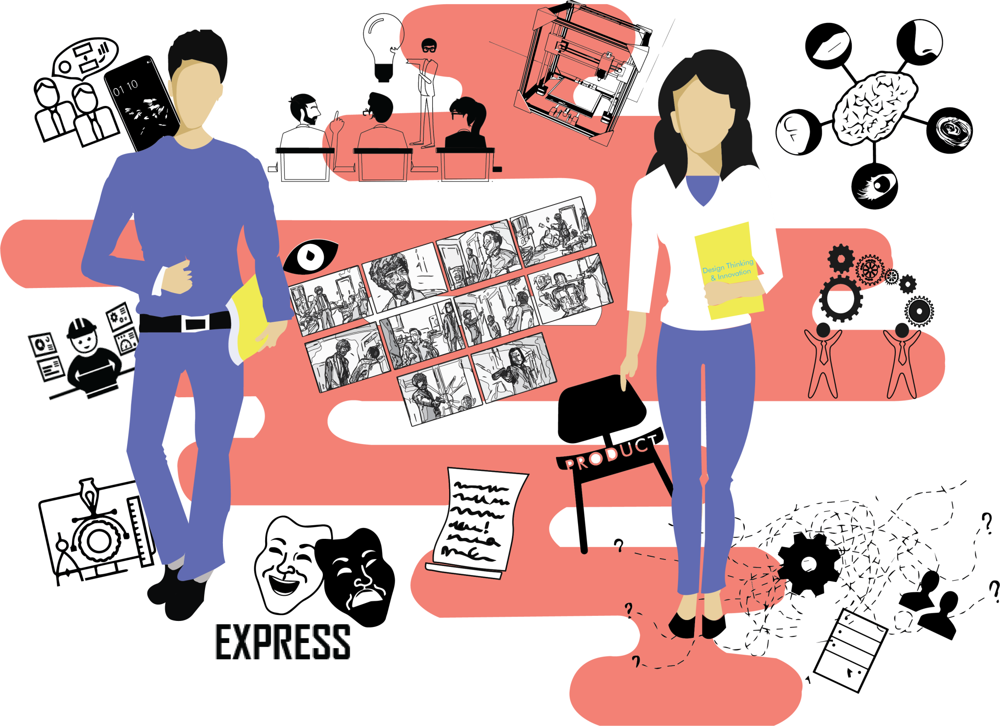 01 10
Design Thinking
& Innovation
PRODUCT
?
?
?
?
?
EXPRESS